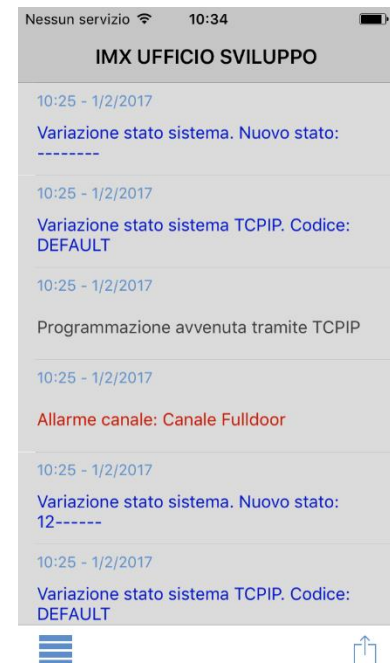 Nessun servizio 10:34
IMX UFFICIO SVILUPPO
10:25 - 1/2/2017
Variazione stato sistema. Nuovo stato:
--------
10:25 - 1/2/2017
Variazione stato sistema TCPIP. Codice:
DEFAULT
10:25 - 1/2/2017
Programmazione avvenuta tramite TCPIP
10:25 - 1/2/2017
Allarme canale: Canale Fulldoor
10:25 - 1/2/2017
Variazione stato sistema. Nuovo stato:
12------
10:25 - 1/2/2017
Variazione stato sistema TCPIP. Codice:
DEFAULT